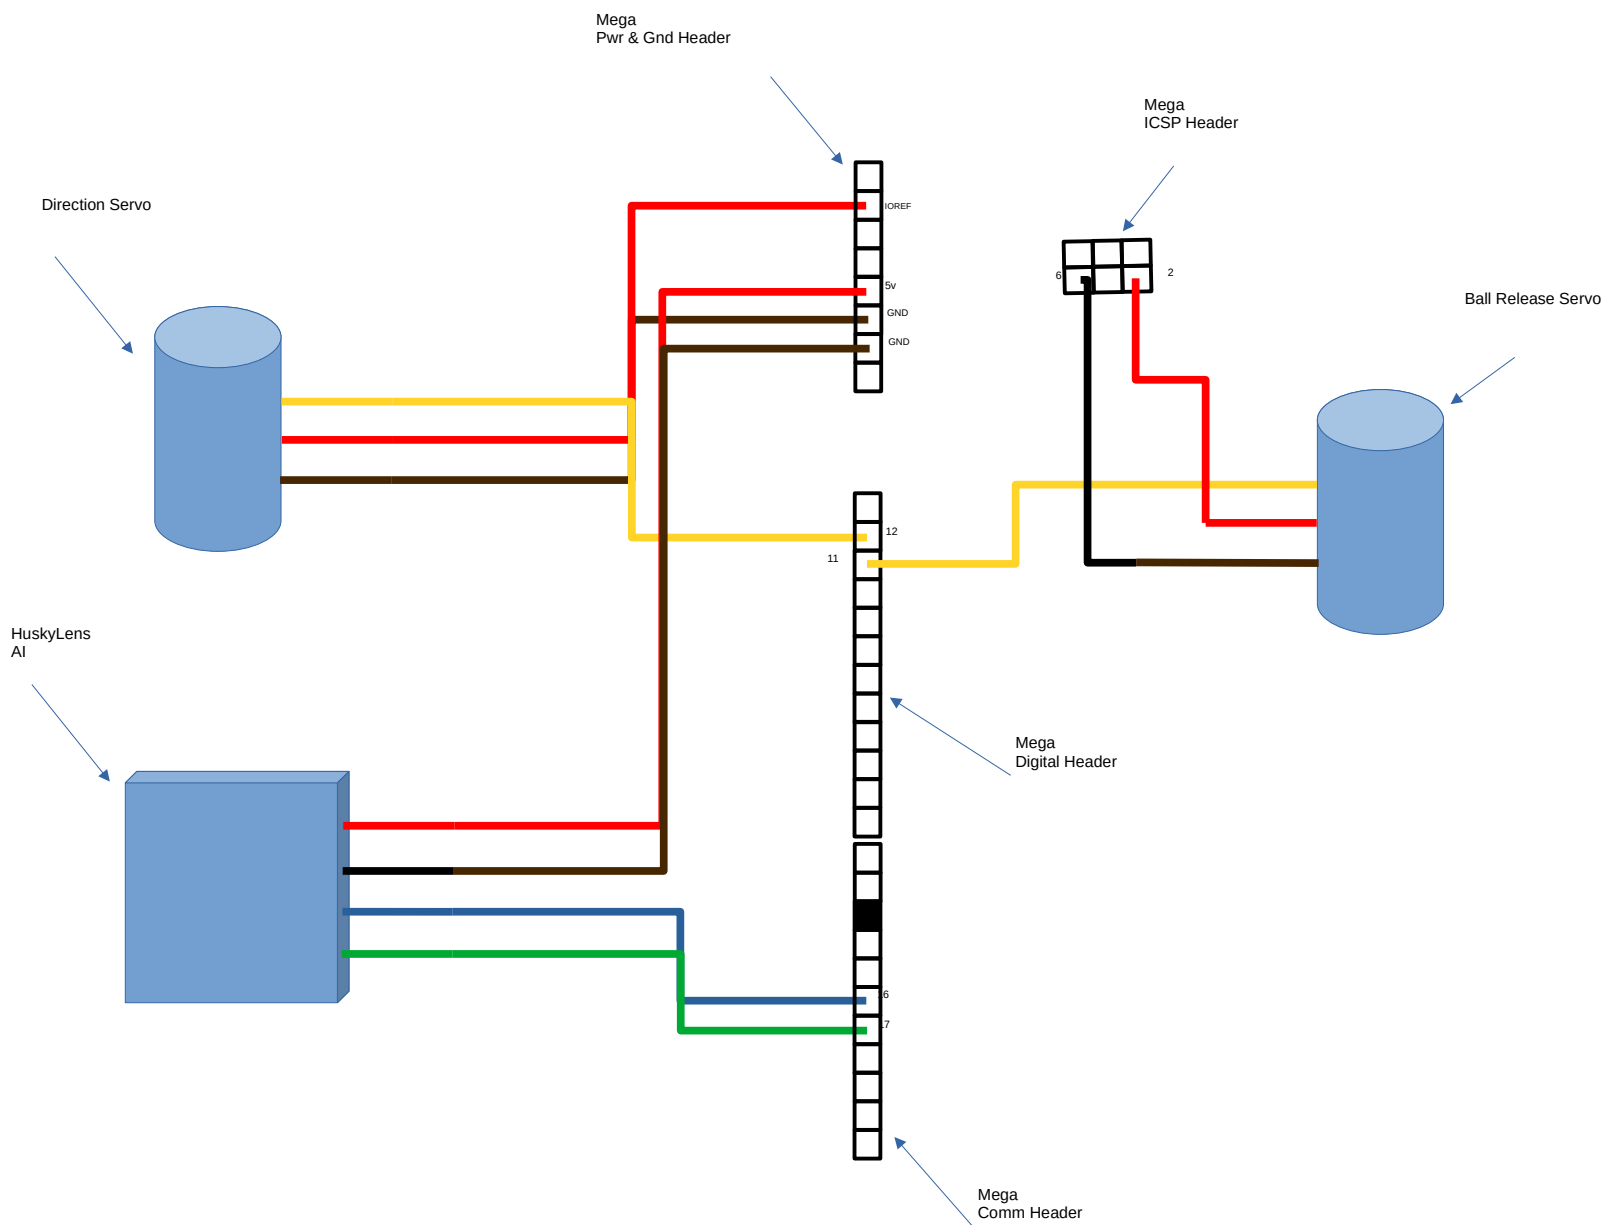 Mega
Pwr & Gnd Header
Mega
ICSP Header
Direction Servo
IOREF
6
2
5v
GND
GND
Ball Release Servo
12
11
HuskyLens
AI
Mega
Digital Header
16
17
Mega
Comm Header